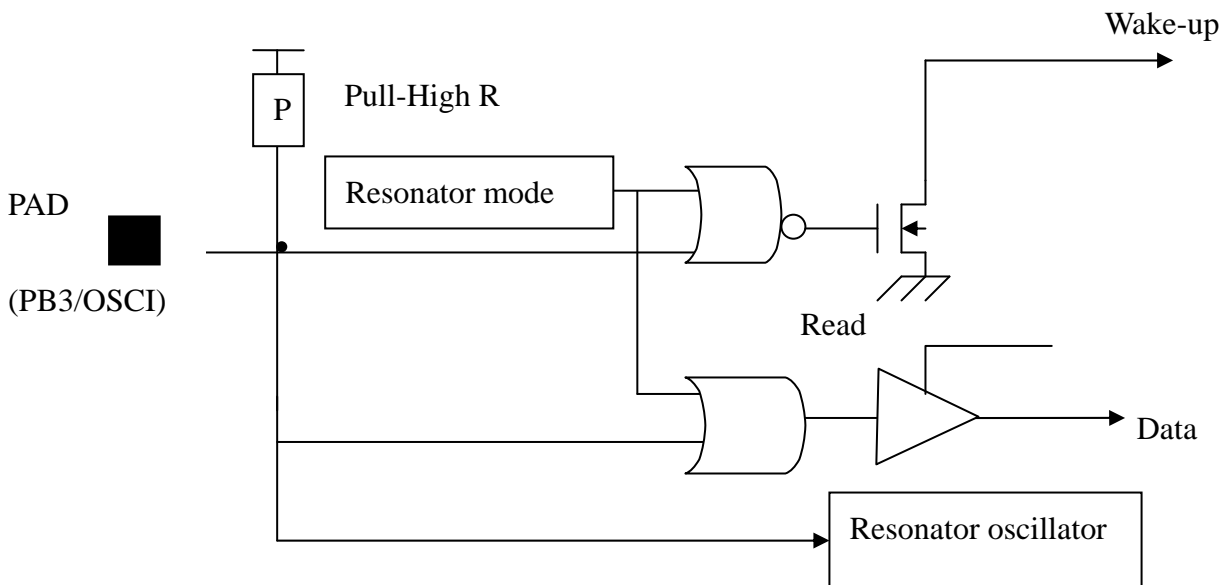 Wake-up
Pull-High R
P
Resonator mode
PAD
(PB3/OSCI)
Read
Data
Resonator oscillator